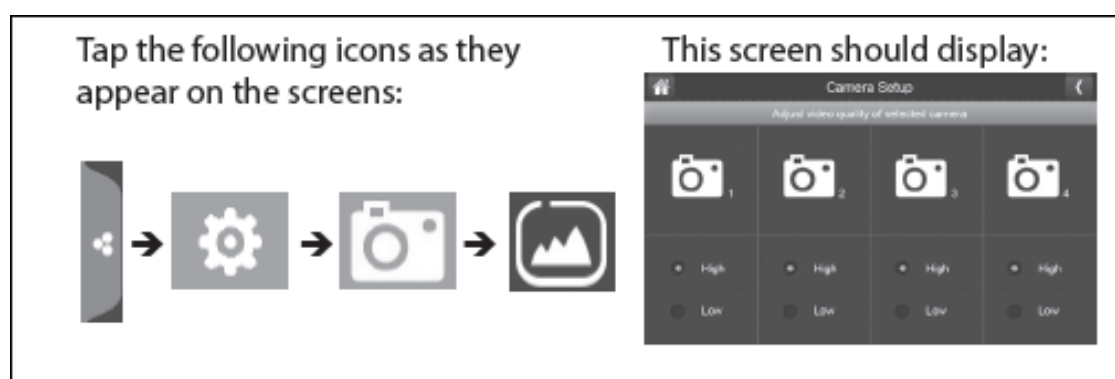 Tap the following icons as they
appear on the screens:
This screen should display:
Camera Setup
Adjust video quality of selected camera
1 2 3 4
High High High High
Low Low Low Low